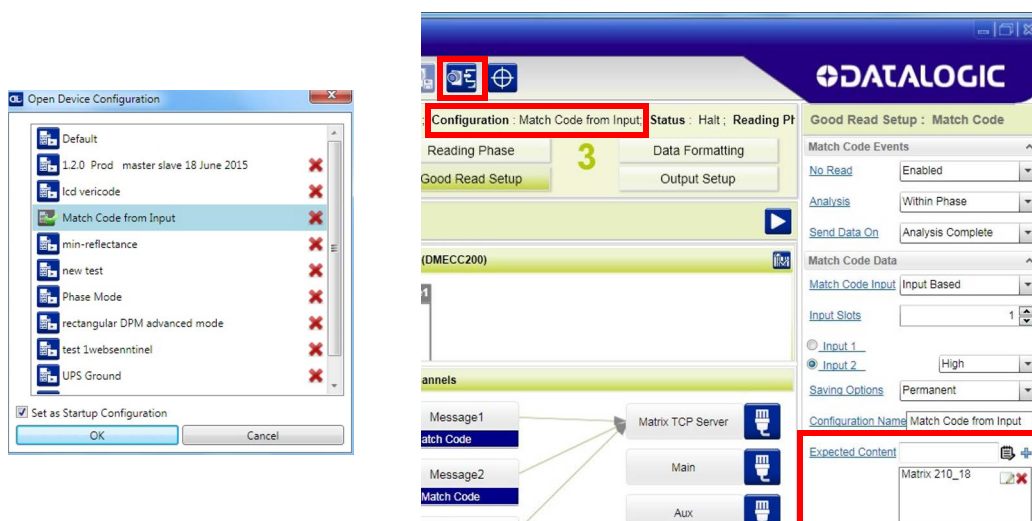 Open Device Configuration
Default
1.2.0 Prod master slave 18 June 2015
lcd vericode
Match Code from Input
min-reflectance
new test
Phase Mode
rectangular DPM advanced mode
test 1websenntinel
UPS Ground
Set as Startup Configuration
OK Cancel
DATALOGIC
; Configuration : Match Code from Input; Status : Halt ; Reading Ph
Reading Phase 3 Data Formatting
Good Read Setup Output Setup
(DMECC200)
1
annels
Message1 Matrix TCP Server
atch Code
Message2 Main
Match Code
Aux
Good Read Setup : Match Code
Match Code Events
No Read Enabled
Analysis Within Phase
Send Data On Analysis Complete
Match Code Data
Match Code Input Input Based
Input Slots 1
Input 1
Input 2 High
Saving Options Permanent
Configuration Name Match Code from Input
Expected Content
Matrix 210_18